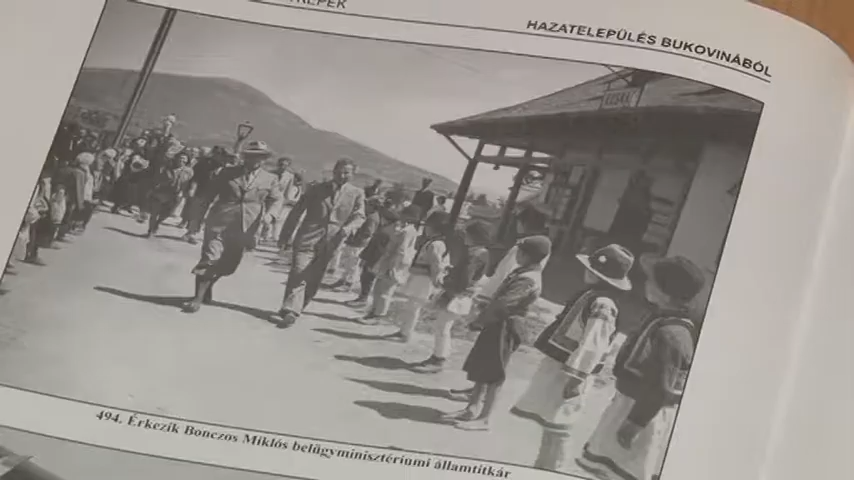 HAZATELEPÜLÉS BUKOVINÁBÓL
494. Érkezik Bonczos Miklós belügyminisztériumi államtitkár